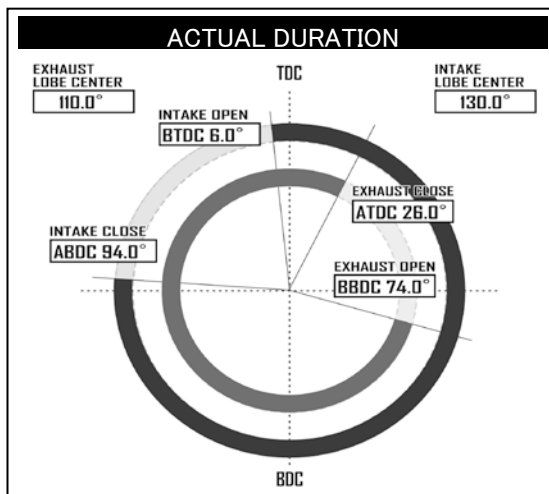 ACTUAL DURATION
EXHAUST
LOBE CENTER
110.0°
TDC
INTAKE
LOBE CENTER
130.0°
INTAKE OPEN
BTDC 6.0°
EXHAUST CLOSE
ATDC 26.0°
INTAKE CLOSE
ABDC 94.0°
EXHAUST OPEN
BBDC 74.0°
BDC